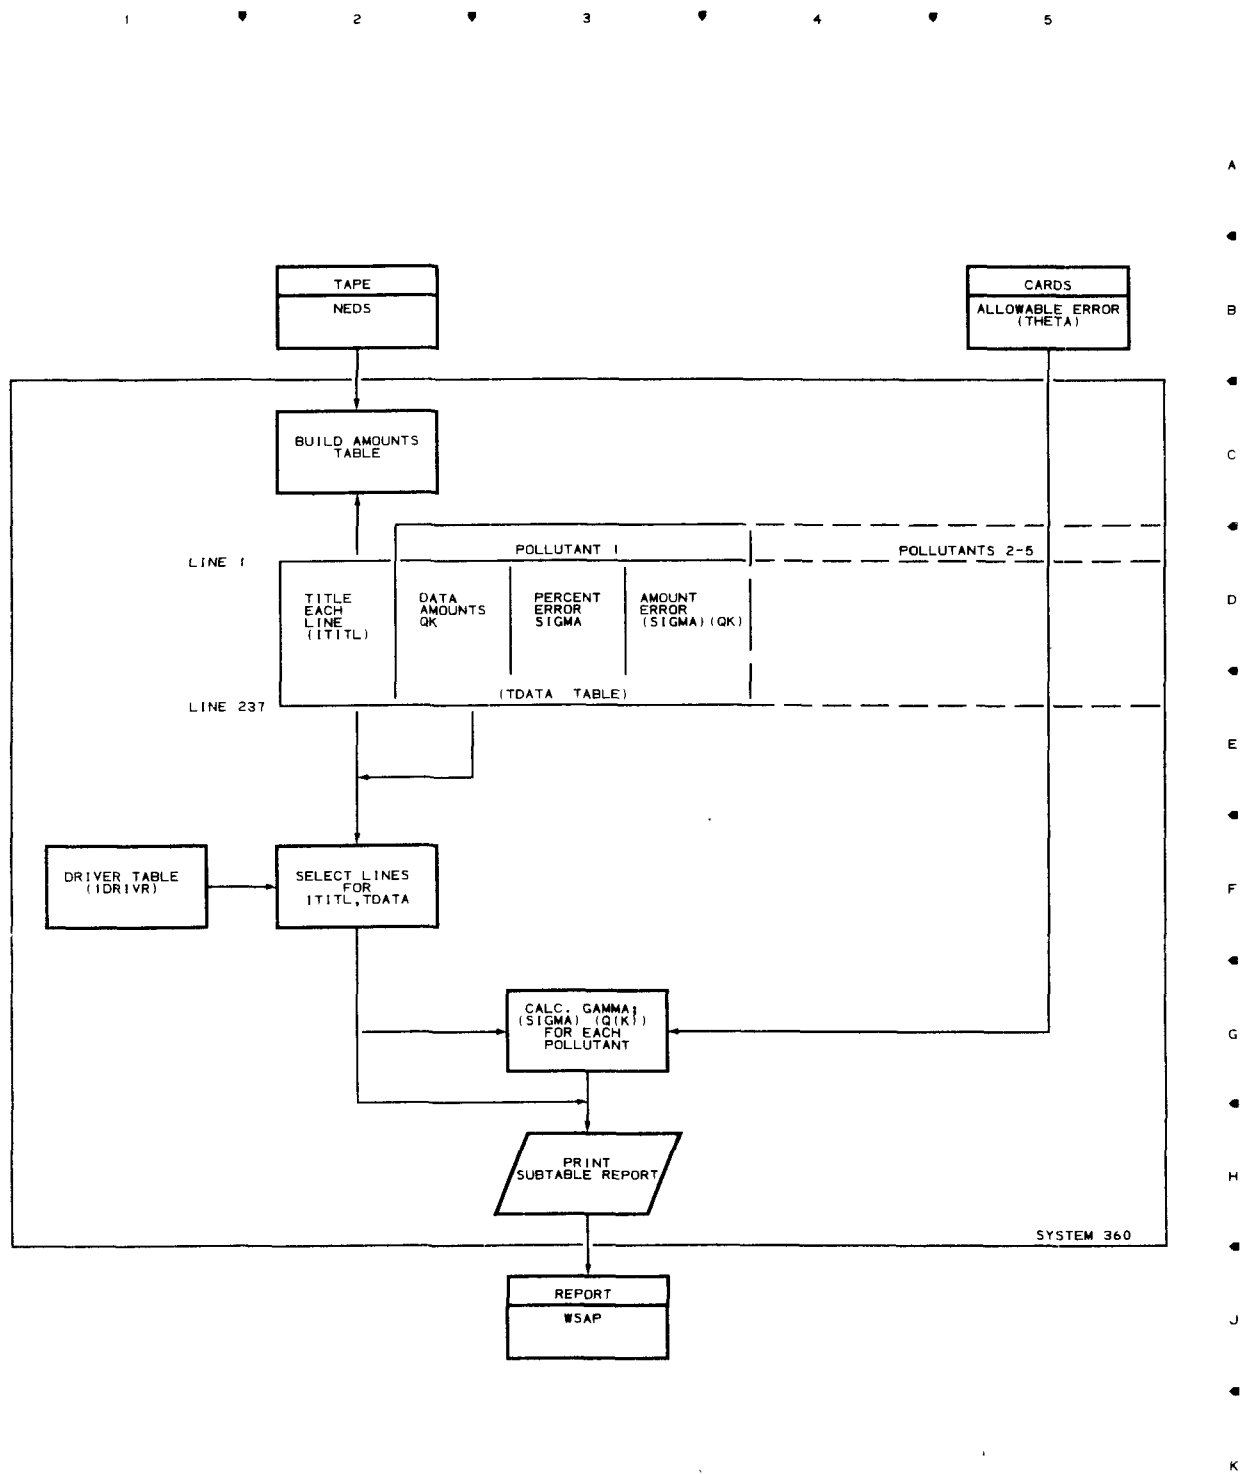 1 2 3 4 5
A
TAPE
NEDS
CARDS
ALLOWABLE ERROR
(THETA)
B
BUILD AMOUNTS
TABLE
C
LINE 1
POLLUTANT 1
POLLUTANTS 2-5
TITLE
EACH
LINE
(ITITL)
DATA
AMOUNTS
QK
PERCENT
ERROR
SIGMA
AMOUNT
ERROR
(SIGMA)(QK)
D
(TDATA TABLE)
LINE 237
E
DRIVER TABLE
(IDRIVR)
SELECT LINES
FOR
ITITL,TDATA
F
CALC. GAMMA;
(SIGMA) (Q(K))
FOR EACH
POLLUTANT
G
PRINT
SUBTABLE REPORT
H
SYSTEM 360
REPORT
WSAP
J
K